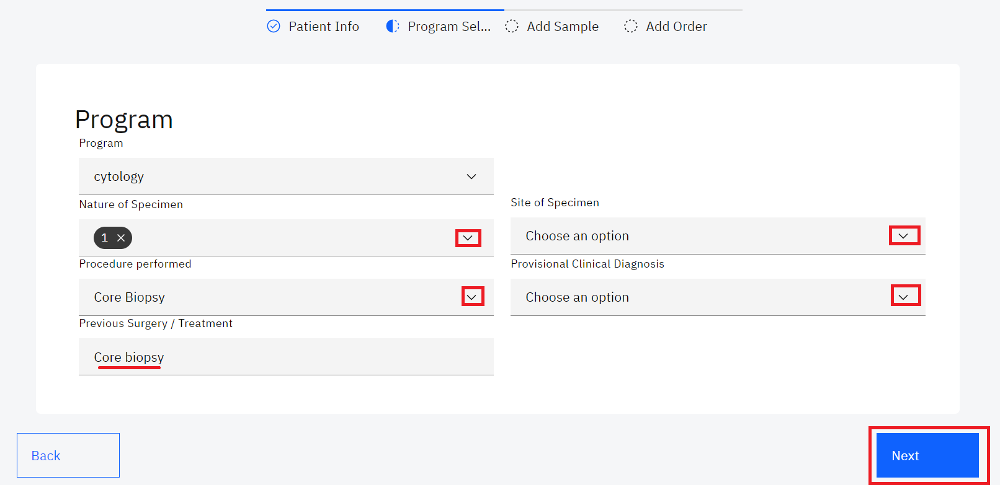 Patient Info
Program Sel...
Add Sample
Add Order
Program
Program
cytology
Nature of Specimen
1
Site of Specimen
Choose an option
Procedure performed
Core Biopsy
Provisional Clinical Diagnosis
Choose an option
Previous Surgery / Treatment
Core biopsy
Back
Next